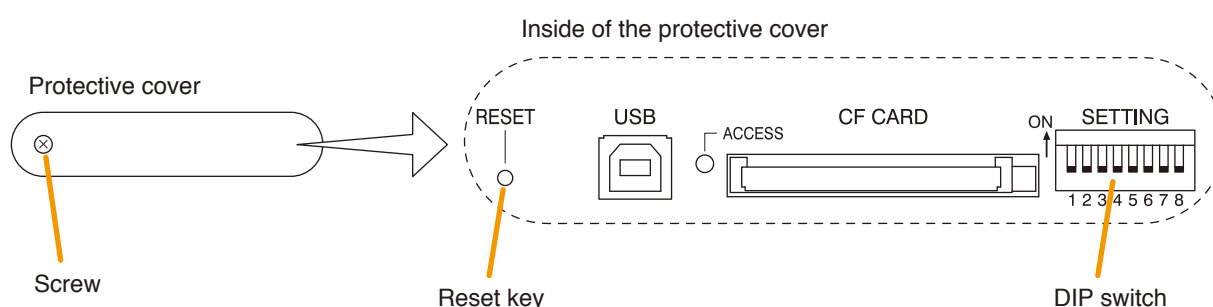 Inside of the protective cover
Protective cover
RESET
USB
ACCESS
CF CARD
ON
SETTING
1 2 3 4 5 6 7 8
Screw
Reset key
DIP switch